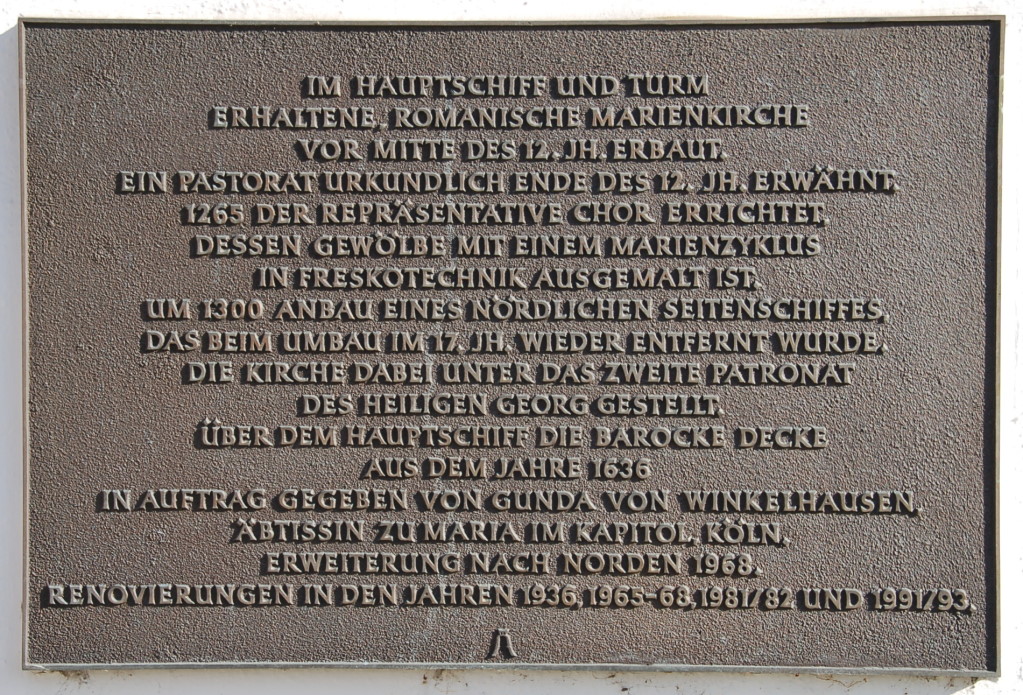 IM HAUPTSCHIFF UND TURM
ERHALTENE, ROMANISCHE MARIENKIRCHE
VOR MITTE DES 12. JH. ERBAUT.
EIN PASTORAT URKUNDLICH ENDE DES 12. JH. ERWÄHNT.
1265 DER REPRÄSENTATIVE CHOR ERRICHTET,
DESSEN GEWÖLBE MIT EINEM MARIENZYKLUS
IN FRESKOTECHNIK AUSGEMALT IST.
UM 1300 ANBAU EINES NÖRDLICHEN SEITENSCHIFFES,
DAS BEIM UMBAU IM 17. JH. WIEDER ENTFERNT WURDE.
DIE KIRCHE DABEI UNTER DAS ZWEITE PATRONAT
DES HEILIGEN GEORG GESTELLT.
ÜBER DEM HAUPTSCHIFF DIE BAROCKE DECKE
AUS DEM JAHRE 1636
IN AUFTRAG GEGEBEN VON GUNDA VON WINKELHAUSEN,
ÄBTISSIN ZU MARIA IM KAPITOL, KÖLN.
ERWEITERUNG NACH NORDEN 1968.
RENOVIERUNGEN IN DEN JAHREN 1936, 1965-68, 1981/82 UND 1991/93.